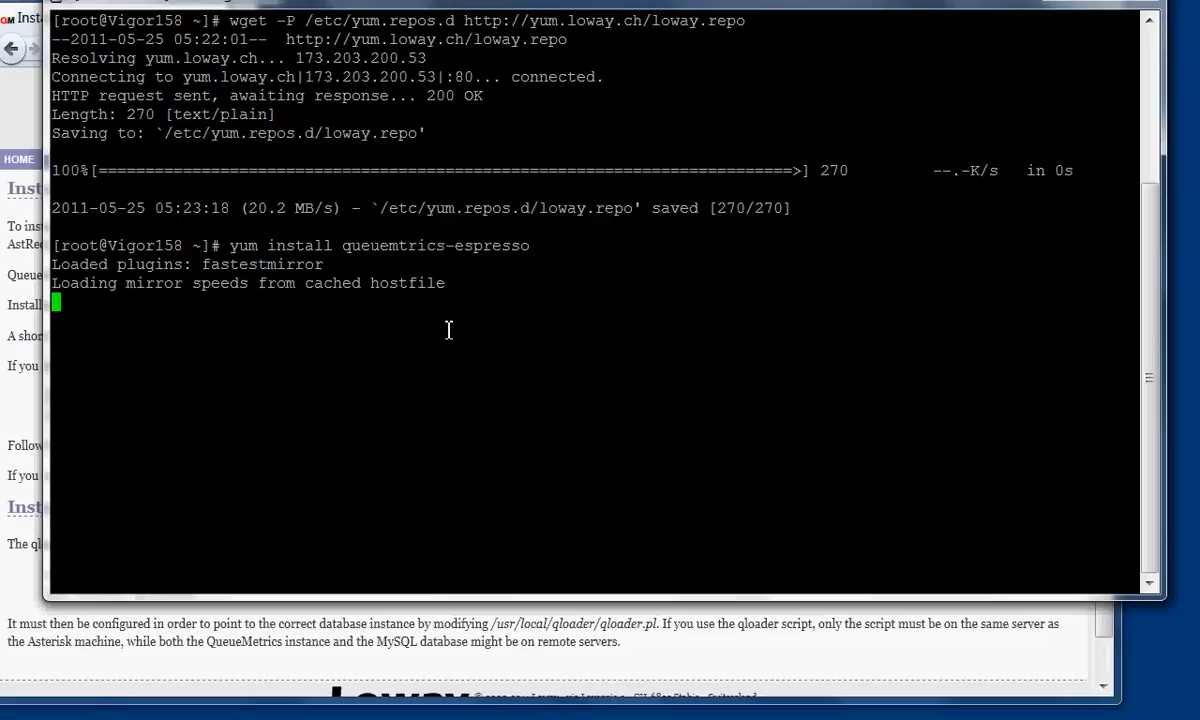 Inst
[root@Vigor158 ~]# wget -P /etc/yum.repos.d http://yum.loway.ch/loway.repo
--2011-05-25 05:22:01--  http://yum.loway.ch/loway.repo
Resolving yum.loway.ch... 173.203.200.53
Connecting to yum.loway.ch|173.203.200.53|:80... connected.
HTTP request sent, awaiting response... 200 OK
Length: 270 [text/plain]
Saving to: `/etc/yum.repos.d/loway.repo'
100%[===========================================================================>] 270         --.-K/s   in 0s
2011-05-25 05:23:18 (20.2 MB/s) - `/etc/yum.repos.d/loway.repo' saved [270/270]
[root@Vigor158 ~]# yum install queuemtrics-espresso
Loaded plugins: fastestmirror
Loading mirror speeds from cached hostfile
HOME
Inst
To ins
AstRe
Queue
Install
A shor
If you
Follow
If you
Inst
The qlo
It must then be configured in order to point to the correct database instance by modifying /usr/local/qloader/qloader.pl. If you use the qloader script, only the script must be on the same server as
the Asterisk machine, while both the QueueMetrics instance and the MySQL database might be on remote servers.
Loway